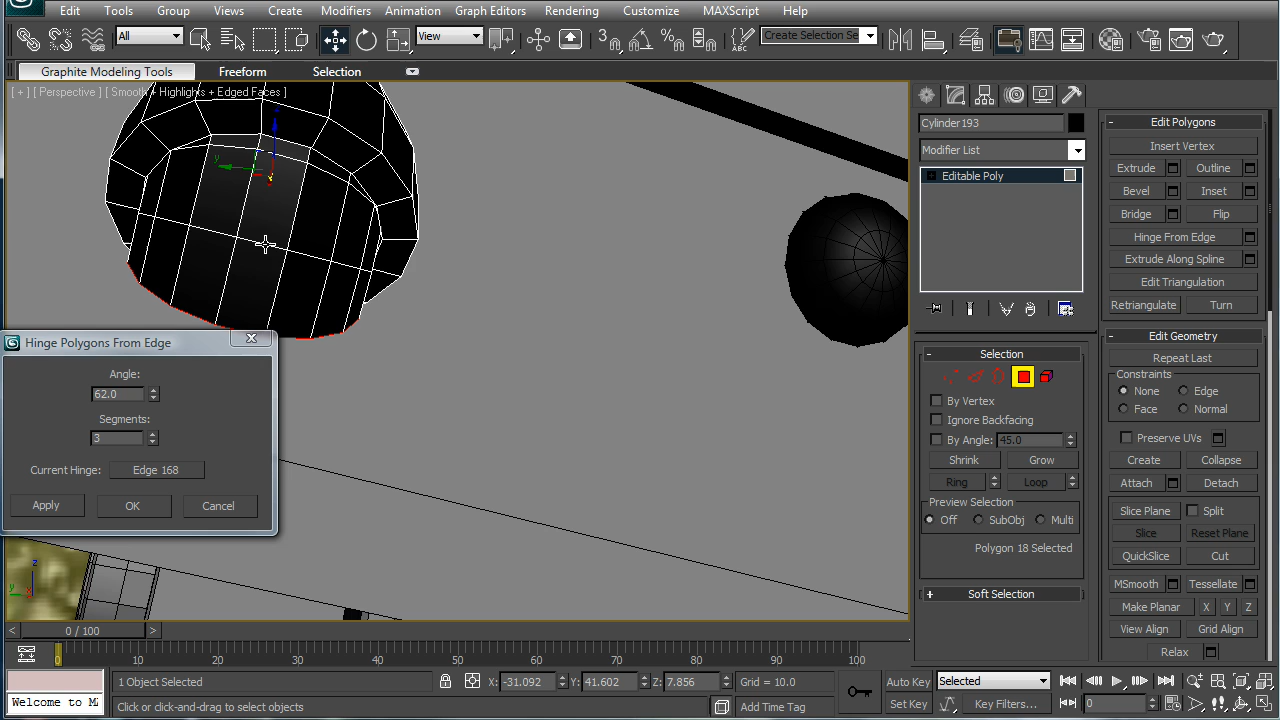 Edit Tools Group Views Create Modifiers Animation Graph Editors Rendering Customize MAXScript Help
All View 3 Create Selection Se
Graphite Modeling Tools Freeform Selection
[ + ] [ Perspective ] [ Smooth + Highlights + Edged Faces ]
y
Hinge Polygons From Edge
Angle:
62.0
Segments:
3
Current Hinge: Edge 168
Apply OK Cancel
z
y
x
Cylinder193
Modifier List
Editable Poly
- Selection
By Vertex
Ignore Backfacing
By Angle: 45.0
Shrink Grow
Ring Loop
Preview Selection
Off SubObj Multi
Polygon 18 Selected
+ Soft Selection
- Edit Polygons
Insert Vertex
Extrude Outline
Bevel Inset
Bridge Flip
Hinge From Edge
Extrude Along Spline
Edit Triangulation
Retriangulate Turn
- Edit Geometry
Repeat Last
Constraints
None Edge
Face Normal
Preserve UVs
Create Collapse
Attach Detach
Slice Plane Split
Slice Reset Plane
QuickSlice Cut
MSmooth Tessellate
Make Planar X Y Z
View Align Grid Align
Relax
< 0 / 100 >
0 10 20 30 40 50 60 70 80 90 100
1 Object Selected X: -31.092 Y: 41.602 Z: 7.856 Grid = 10.0 Auto Key Selected
Welcome to M Click or click-and-drag to select objects Add Time Tag Set Key Key Filters... 0